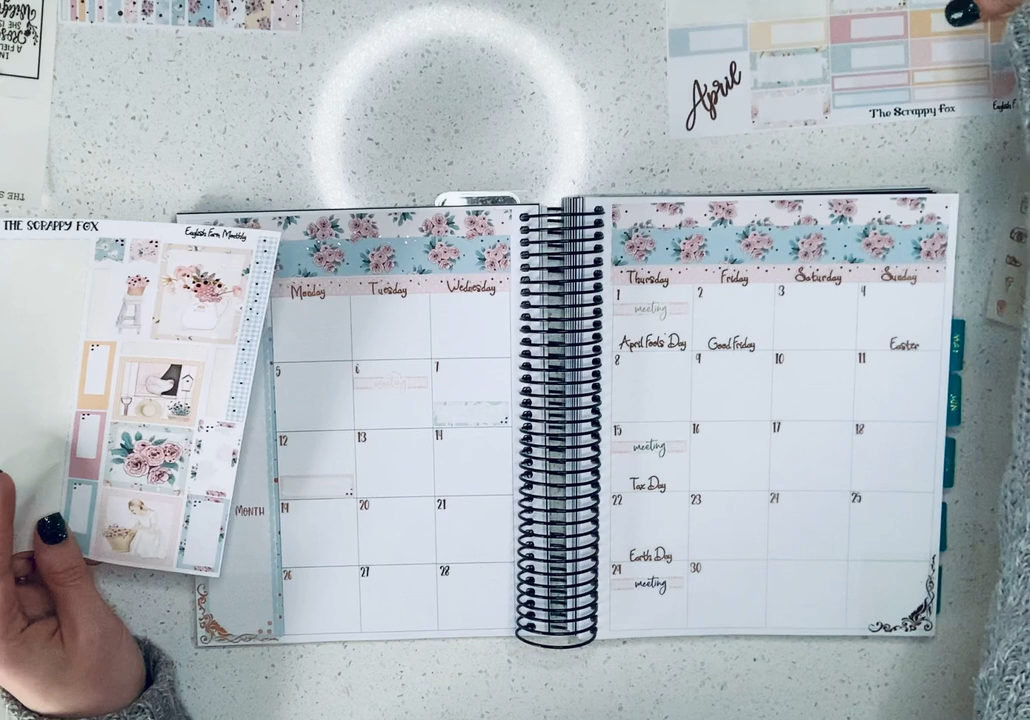 THE SCRAPPY FOX
English Farm Monthly
April
The Scrappy Fox
Monday
Tuesday
Wednesday
Thursday
Friday
Saturday
Sunday
1
2
3
4
meeting
April Fools' Day
Good Friday
Easter
5
6
7
8
9
10
11
meeting
12
13
14
15
16
17
18
meeting
Tax Day
MONTH
19
20
21
22
23
24
25
Earth Day
26
27
28
29
30
meeting